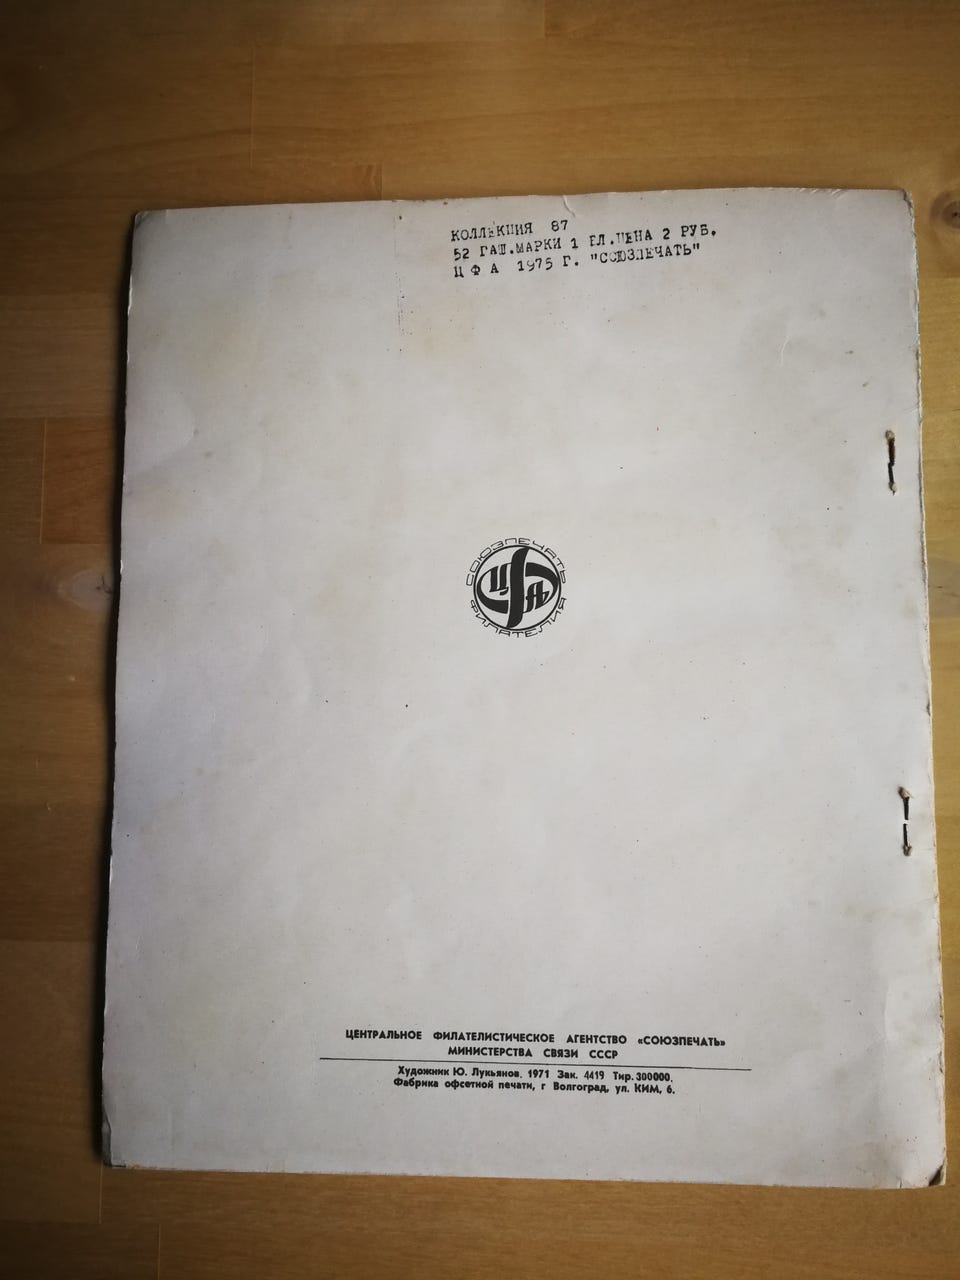 КОЛЛЕКЦИЯ 87
52 ГАШ.МАРКИ 1 БЛ.ЦЕНА 2 РУБ.
Ц Ф А 1975 Г. "СОЮЗПЕЧАТЬ"
СОЮЗПЕЧАТЬ
ЦФА
ФИЛАТЕЛИЯ
ЦЕНТРАЛЬНОЕ ФИЛАТЕЛИСТИЧЕСКОЕ АГЕНТСТВО «СОЮЗПЕЧАТЬ»
МИНИСТЕРСТВА СВЯЗИ СССР
Художник Ю. Лукьянов. 1971 Зак. 4419 Тир. 300000.
Фабрика офсетной печати, г Волгоград, ул. КИМ, 6.